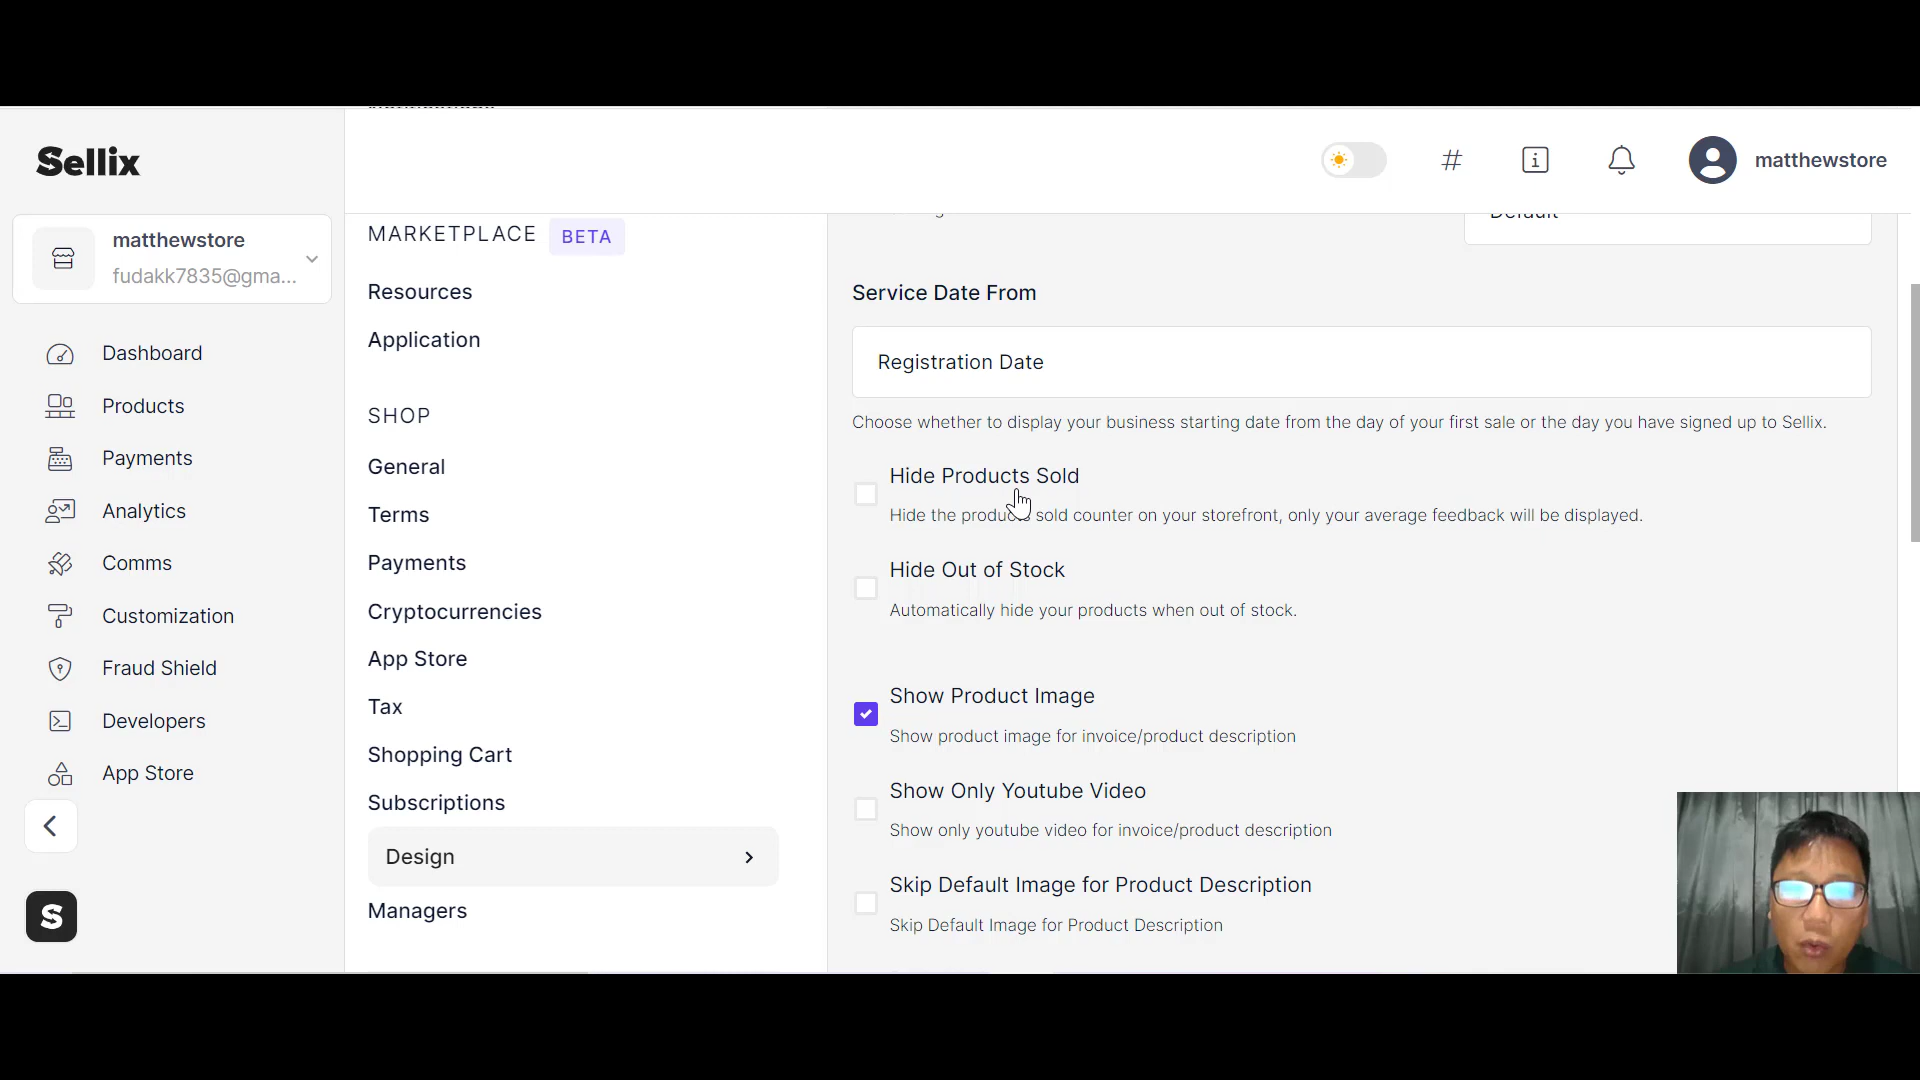 Sellix
matthewstore
fudakk7835@gma...
Dashboard
Products
Payments
Analytics
Comms
Customization
Fraud Shield
Developers
App Store
S
MARKETPLACE BETA
Resources
Application
SHOP
General
Terms
Payments
Cryptocurrencies
App Store
Tax
Shopping Cart
Subscriptions
Design
Managers
matthewstore
Default
Service Date From
Registration Date
Choose whether to display your business starting date from the day of your first sale or the day you have signed up to Sellix.
Hide Products Sold
Hide the products sold counter on your storefront, only your average feedback will be displayed.
Hide Out of Stock
Automatically hide your products when out of stock.
Show Product Image
Show product image for invoice/product description
Show Only Youtube Video
Show only youtube video for invoice/product description
Skip Default Image for Product Description
Skip Default Image for Product Description